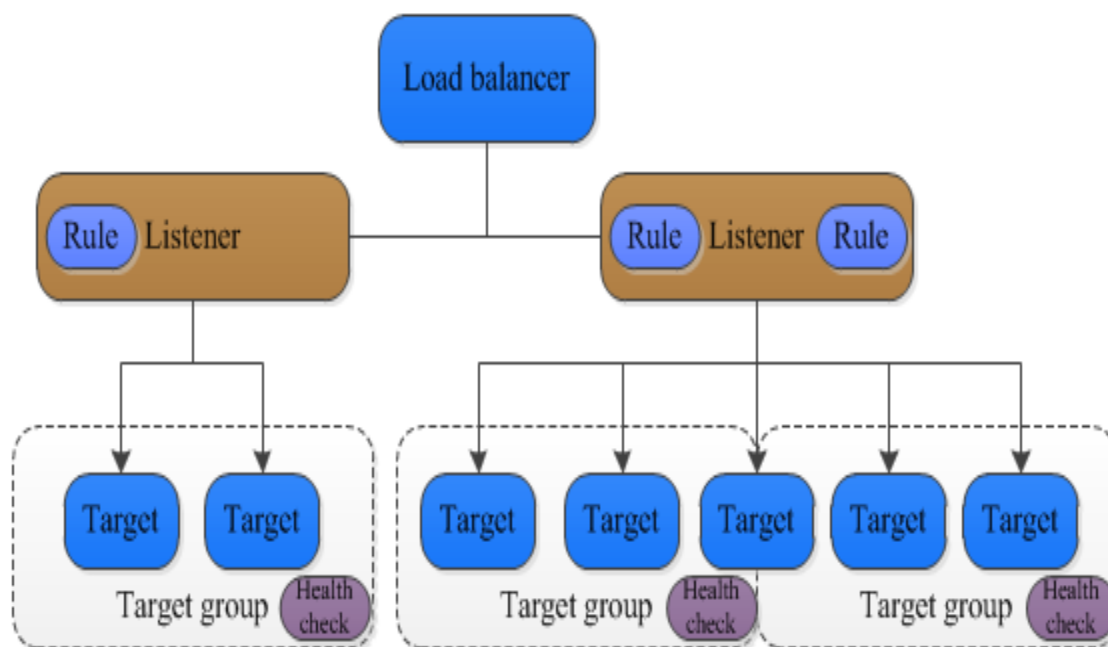 Load balancer
Rule Listener
Rule Listener Rule
Target Target
Target Target Target Target Target
Target group Health
check
Target group Health
check
Target group Health
check